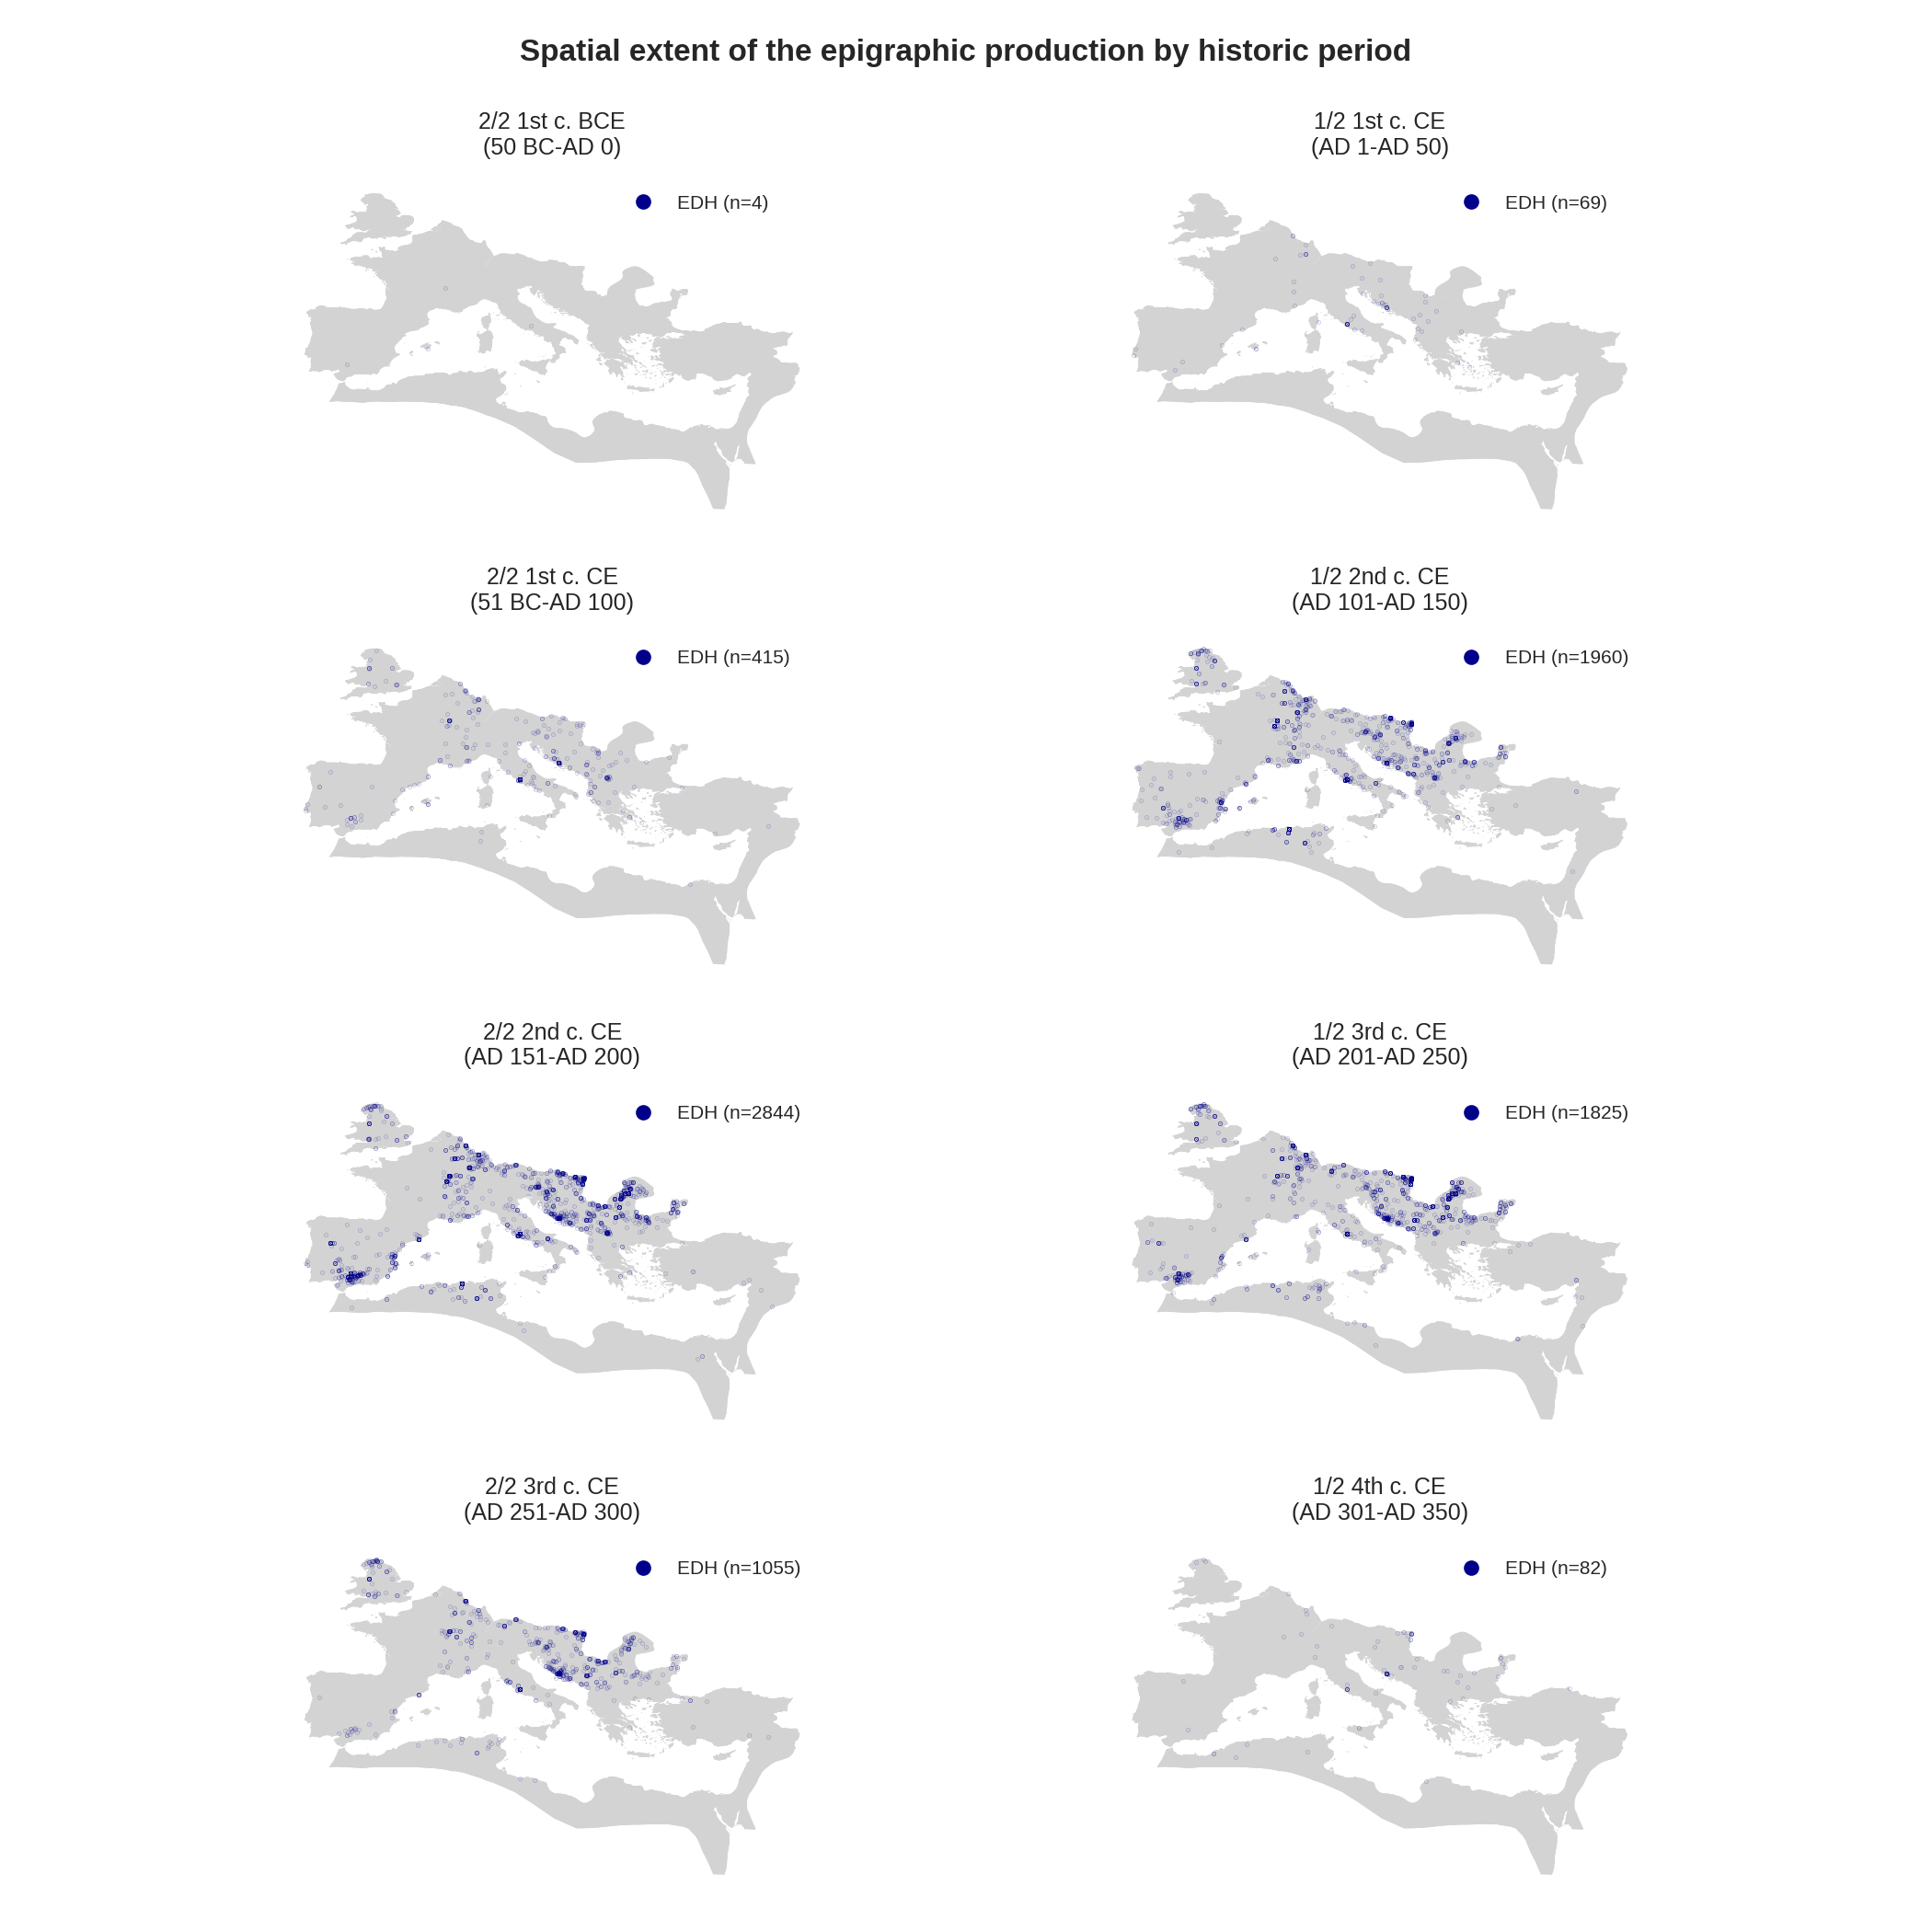 Spatial extent of the epigraphic production by historic period
2/2 1st c. BCE
(50 BC-AD 0)
EDH (n=4)
1/2 1st c. CE
(AD 1-AD 50)
EDH (n=69)
2/2 1st c. CE
(51 BC-AD 100)
EDH (n=415)
1/2 2nd c. CE
(AD 101-AD 150)
EDH (n=1960)
2/2 2nd c. CE
(AD 151-AD 200)
EDH (n=2844)
1/2 3rd c. CE
(AD 201-AD 250)
EDH (n=1825)
2/2 3rd c. CE
(AD 251-AD 300)
EDH (n=1055)
1/2 4th c. CE
(AD 301-AD 350)
EDH (n=82)